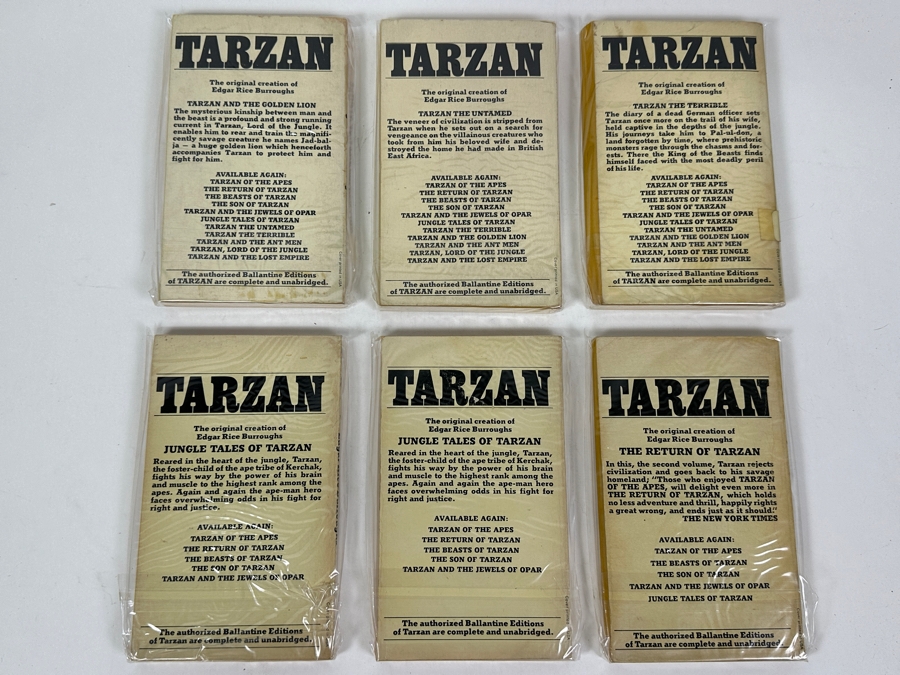 TARZAN
The original creation of
Edgar Rice Burroughs
TARZAN AND THE GOLDEN LION
The mysterious kinship between man and
the beast is a profound and strong running
current in Tarzan, Lord of the Jungle. It
enables him to rear and train the magnifi-
cently savage creature he names Jad-bal-
ja — a huge golden lion which henceforth
accompanies Tarzan to protect him and
fight for him.
AVAILABLE AGAIN:
TARZAN OF THE APES
THE RETURN OF TARZAN
THE BEASTS OF TARZAN
THE SON OF TARZAN
TARZAN AND THE JEWELS OF OPAR
JUNGLE TALES OF TARZAN
TARZAN THE UNTAMED
TARZAN THE TERRIBLE
TARZAN AND THE ANT MEN
TARZAN, LORD OF THE JUNGLE
TARZAN AND THE LOST EMPIRE
The authorized Ballantine Editions
of TARZAN are complete and unabridged.
TARZAN
The original creation of
Edgar Rice Burroughs
TARZAN THE UNTAMED
The veneer of civilization is stripped from
Tarzan when he sets out on a search for
vengeance on the villainous creatures who
took from him his beloved wife and de-
stroyed the home he had made in British
East Africa.
AVAILABLE AGAIN:
TARZAN OF THE APES
THE RETURN OF TARZAN
THE BEASTS OF TARZAN
THE SON OF TARZAN
TARZAN AND THE JEWELS OF OPAR
JUNGLE TALES OF TARZAN
TARZAN THE TERRIBLE
TARZAN AND THE GOLDEN LION
TARZAN AND THE ANT MEN
TARZAN, LORD OF THE JUNGLE
TARZAN AND THE LOST EMPIRE
The authorized Ballantine Editions
of TARZAN are complete and unabridged.
TARZAN
The original creation of
Edgar Rice Burroughs
TARZAN THE TERRIBLE
The diary of a dead German officer sets
Tarzan once more on the trail of his wife,
held captive in the depths of the jungle.
His journeys take him to Pal-ul-don, a
land forgotten by time, where prehistoric
monsters rage through the chasms and for-
ests. There the King of the Beasts finds
himself faced with the most deadly peril
of his life.
AVAILABLE AGAIN:
TARZAN OF THE APES
THE RETURN OF TARZAN
THE BEASTS OF TARZAN
THE SON OF TARZAN
TARZAN AND THE JEWELS OF OPAR
JUNGLE TALES OF TARZAN
TARZAN THE UNTAMED
TARZAN AND THE GOLDEN LION
TARZAN AND THE ANT MEN
TARZAN, LORD OF THE JUNGLE
TARZAN AND THE LOST EMPIRE
The authorized Ballantine Editions
of TARZAN are complete and unabridged.
TARZAN
The original creation of
Edgar Rice Burroughs
JUNGLE TALES OF TARZAN
Reared in the heart of the jungle, Tarzan,
the foster-child of the ape tribe of Kerchak,
fights his way by the power of his brain
and muscle to the highest rank among the
apes. Again and again the ape-man here
faces overwhelming odds in his fight for
right and justice.
AVAILABLE AGAIN:
TARZAN OF THE APES
THE RETURN OF TARZAN
THE BEASTS OF TARZAN
THE SON OF TARZAN
TARZAN AND THE JEWELS OF OPAR
The authorized Ballantine Editions
of Tarzan are complete and unabridged.
TARZAN
The original creation of
Edgar Rice Burroughs
JUNGLE TALES OF TARZAN
Reared in the heart of the jungle, Tarzan,
the foster-child of the ape tribe of Kerchak,
fights his way by the power of his brain
and muscle to the highest rank among the
apes. Again and again the ape-man here
faces overwhelming odds in his fight for
right and justice.
AVAILABLE AGAIN:
TARZAN OF THE APES
THE RETURN OF TARZAN
THE BEASTS OF TARZAN
THE SON OF TARZAN
TARZAN AND THE JEWELS OF OPAR
The authorized Ballantine Editions
of Tarzan are complete and unabridged.
TARZAN
The original creation of
Edgar Rice Burroughs
THE RETURN OF TARZAN
In this, the second volume, Tarzan rejects
civilization and goes back to his savage
homeland; "Those who enjoyed TARZAN
OF THE APES, will delight even more in
THE RETURN OF TARZAN, which holds
no less adventure and thrill, happily rights
a great wrong, and ends just as it should."
THE NEW YORK TIMES
AVAILABLE AGAIN:
TARZAN OF THE APES
THE BEASTS OF TARZAN
THE SON OF TARZAN
TARZAN AND THE JEWELS OF OPAR
JUNGLE TALES OF TARZAN
The authorized Ballantine Editions
of Tarzan are complete and unabridged.